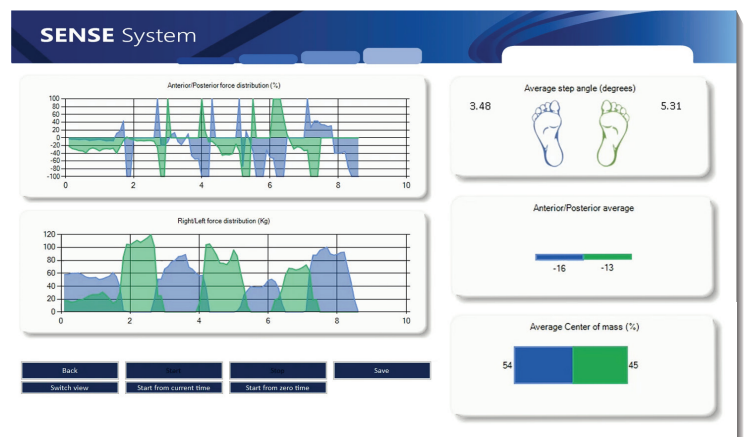 SENSE System
Anterior/Posterior force distribution (%)
100
80
60
40
20
0
-20
-40
-60
-80
-100
0 2 4 6 8 10
Right/Left force distribution (Kg)
120
100
80
60
40
20
0
0 2 4 6 8 10
Back Start Stop Save
Switch view Start from current time Start from zero time
Average step angle (degrees)
3.48 5.31
Anterior/Posterior average
-16 -13
Average Center of mass (%)
54 45